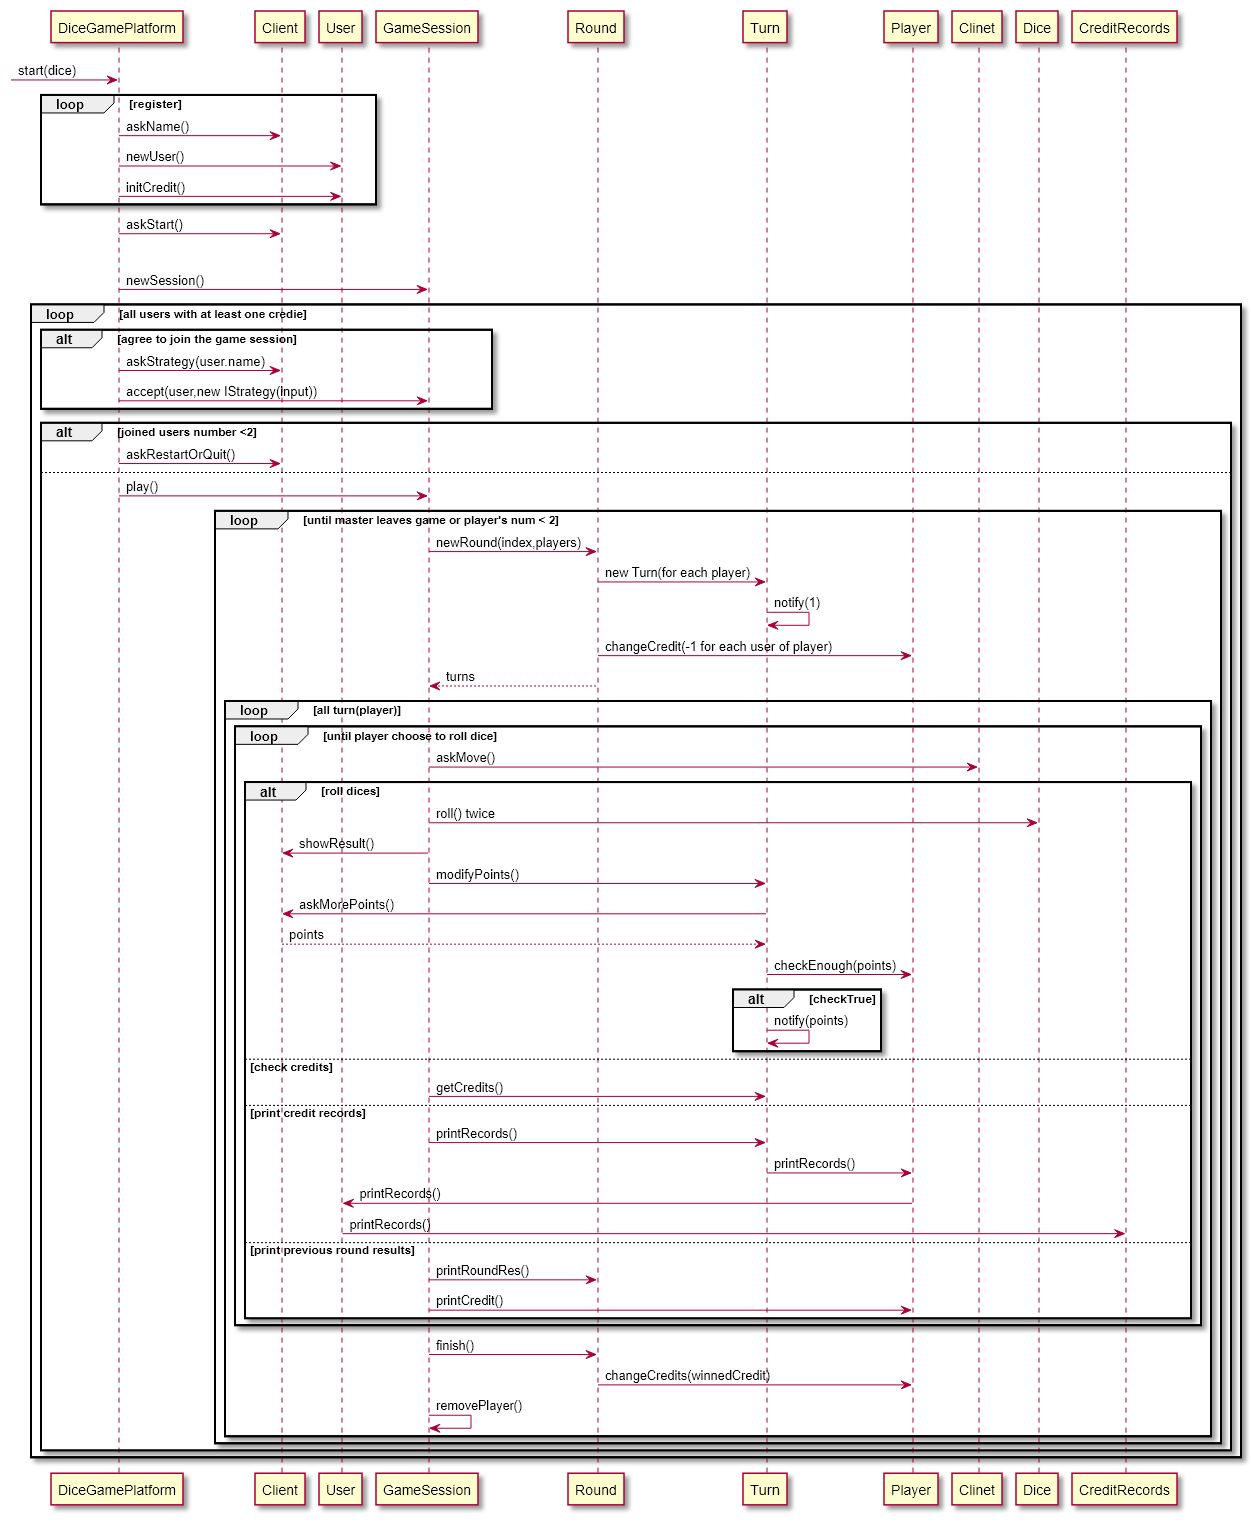 DiceGamePlatform Client User GameSession Round Turn Player Clinet Dice CreditRecords
start(dice)
loop [register]
askName()
newUser()
initCredit()
askStart()
newSession()
loop [all users with at least one credie]
alt [agree to join the game session]
askStrategy(user.name)
accept(user,new IStrategy(input))
alt [joined users number <2]
askRestartOrQuit()
play()
loop [until master leaves game or player's num < 2]
newRound(index,players)
new Turn(for each player)
notify(1)
changeCredit(-1 for each user of player)
turns
loop [all turn(player)]
loop [until player choose to roll dice]
askMove()
alt [roll dices]
roll() twice
showResult()
modifyPoints()
askMorePoints()
points
checkEnough(points)
alt [checkTrue]
notify(points)
[check credits]
getCredits()
[print credit records]
printRecords()
printRecords()
printRecords()
printRecords()
[print previous round results]
printRoundRes()
printCredit()
finish()
changeCredits(winnedCredit)
removePlayer()
DiceGamePlatform Client User GameSession Round Turn Player Clinet Dice CreditRecords